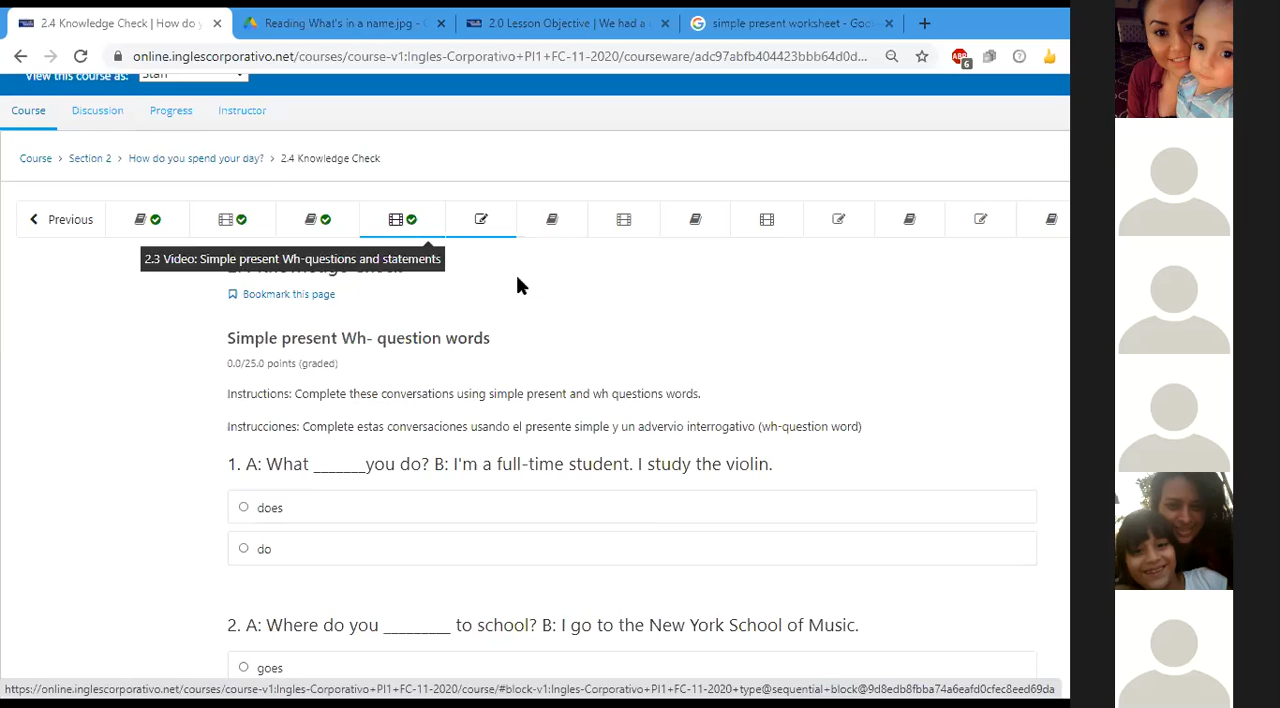 2.4 Knowledge Check | How do y
Reading What's in a name.jpg - G
2.0 Lesson Objective | We had a
simple present worksheet - Goo
online.inglescorporativo.net/courses/course-v1:Ingles-Corporativo+PI1+FC-11-2020/courseware/adc97abfb404423bbb64d0d...
6
View this course as:
Staff
Course
Discussion
Progress
Instructor
Course > Section 2 > How do you spend your day? > 2.4 Knowledge Check
Previous
2.3 Video: Simple present Wh-questions and statements
Bookmark this page
Simple present Wh- question words
0.0/25.0 points (graded)
Instructions: Complete these conversations using simple present and wh questions words.
Instrucciones: Complete estas conversaciones usando el presente simple y un advervio interrogativo (wh-question word)
1. A: What _______you do? B: I'm a full-time student. I study the violin.
does
do
2. A: Where do you _________ to school? B: I go to the New York School of Music.
goes
https://online.inglescorporativo.net/courses/course-v1:Ingles-Corporativo+PI1+FC-11-2020/course/#block-v1:Ingles-Corporativo+PI1+FC-11-2020+type@sequential+block@9d8edb8fbba74a6eafd0cfec8eed69da